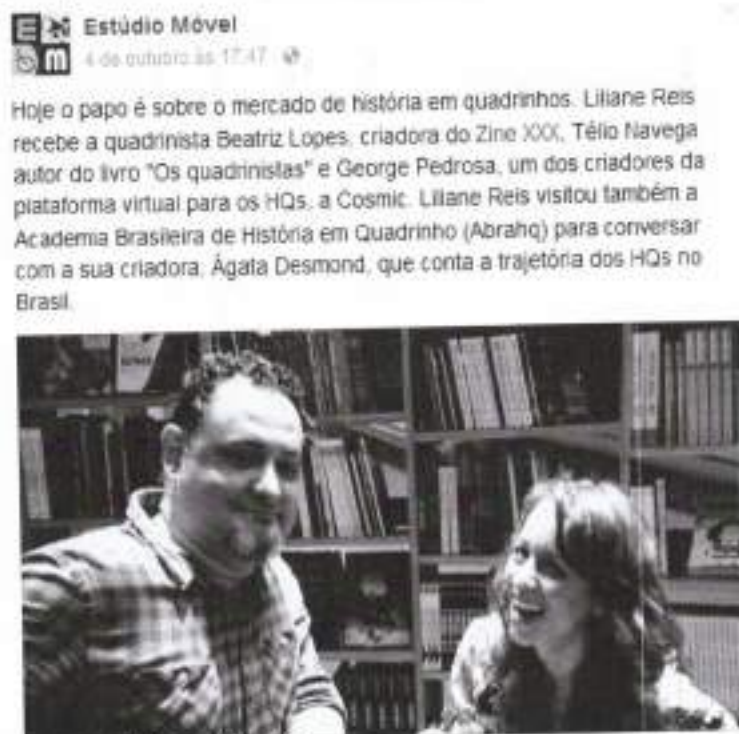 Estúdio Móvel
4 de outubro às 17:47
Hoje o papo é sobre o mercado de história em quadrinhos. Liliane Reis
recebe a quadrinista Beatriz Lopes, criadora do Zine XXX, Télio Navega
autor do livro "Os quadrinistas" e George Pedrosa, um dos criadores da
plataforma virtual para os HQs, a Cosmic. Liliane Reis visitou também a
Academia Brasileira de História em Quadrinho (Abrahq) para conversar
com a sua criadora, Ágata Desmond, que conta a trajetória dos HQs no
Brasil.